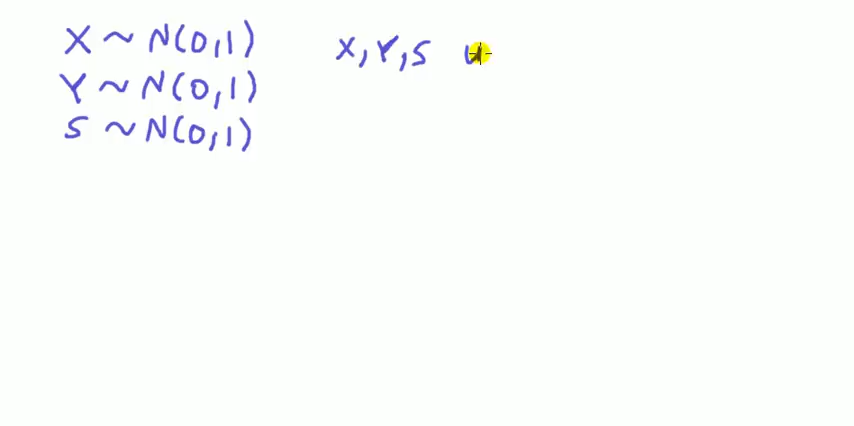 X ~ N(0,1) X, Y, S
Y ~ N(0,1)
S ~ N(0,1)